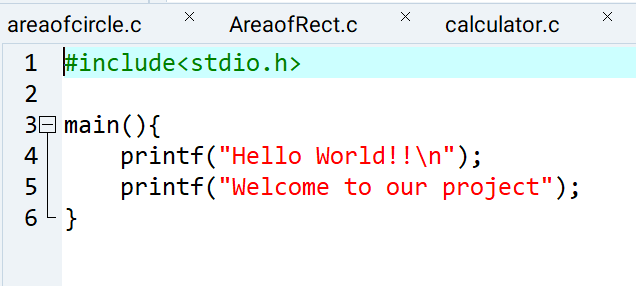 areaofcircle.c × AreaofRect.c × calculator.c ×
1 #include<stdio.h>
2
3 main(){
4     printf("Hello World!!\n");
5     printf("Welcome to our project");
6 }